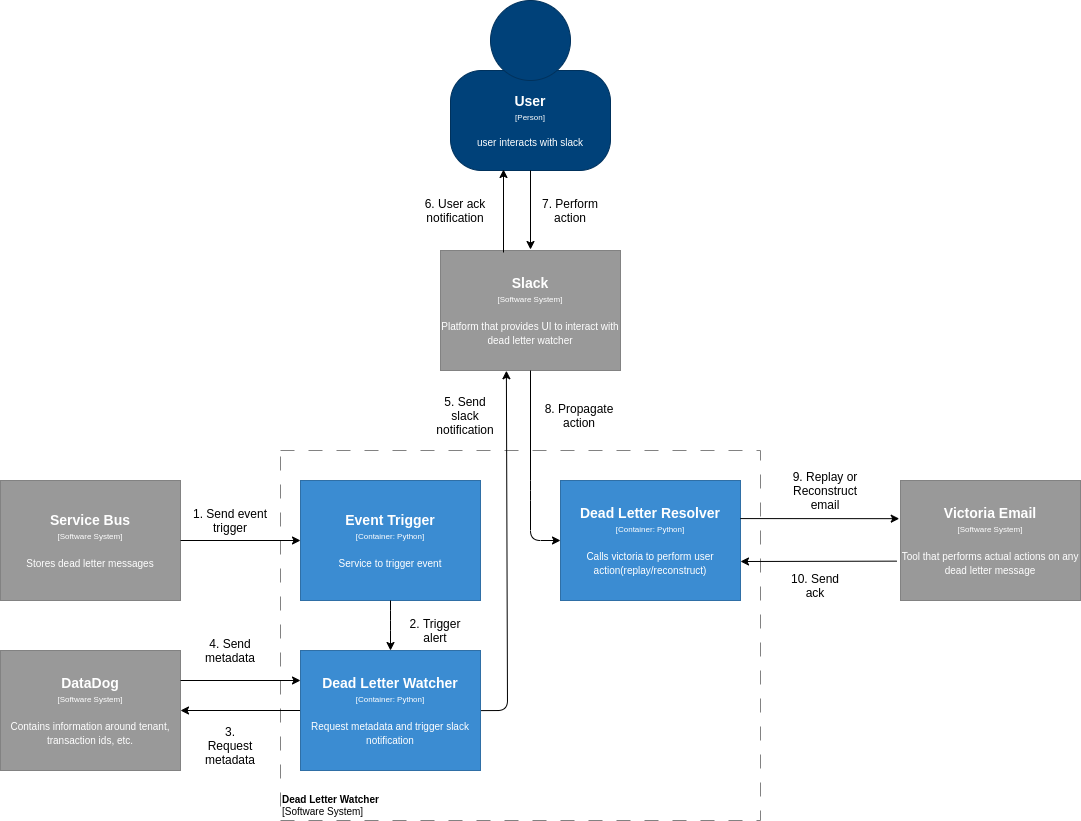 User
[Person]
user interacts with slack
6. User ack
notification
7. Perform
action
Slack
[Software System]
Platform that provides UI to interact with
dead letter watcher
5. Send
slack
notification
8. Propagate
action
Service Bus
[Software System]
Stores dead letter messages
1. Send event
trigger
Event Trigger
[Container: Python]
Service to trigger event
Dead Letter Resolver
[Container: Python]
Calls victoria to perform user
action(replay/reconstruct)
9. Replay or
Reconstruct
email
10. Send
ack
Victoria Email
[Software System]
Tool that performs actual actions on any
dead letter message
2. Trigger
alert
4. Send
metadata
DataDog
[Software System]
Contains information around tenant,
transaction ids, etc.
3.
Request
metadata
Dead Letter Watcher
[Container: Python]
Request metadata and trigger slack
notification
Dead Letter Watcher
[Software System]